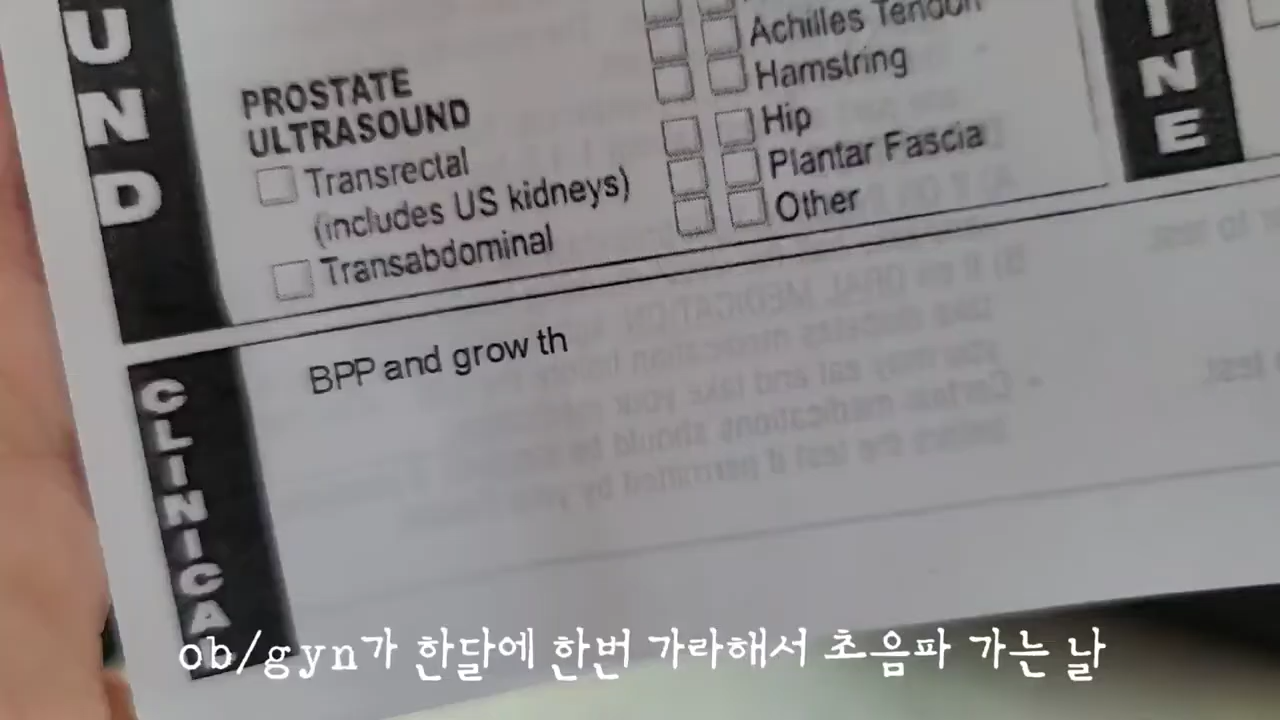 UND
PROSTATE
ULTRASOUND
Transrectal
(includes US kidneys)
Transabdominal
Achilles Tendon
Hamstring
Hip
Plantar Fascia
Other
INE
BPP and grow th
CLINICA
ob/gyn가 한달에 한번 가라해서 초음파 가는 날